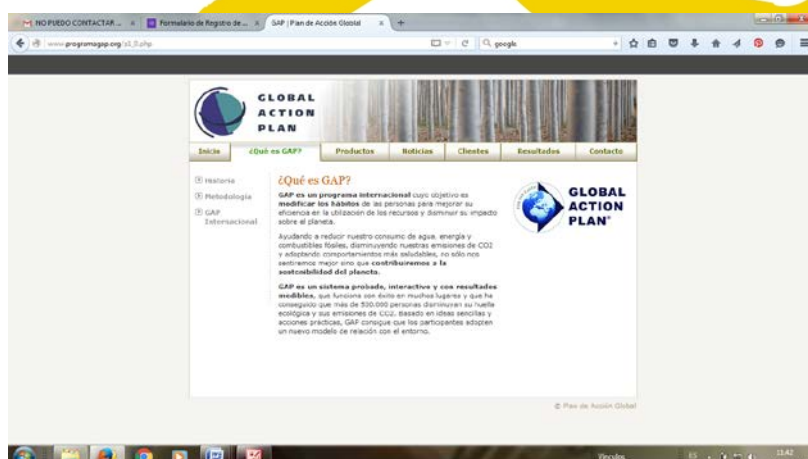 NO PUEDO CONTACTAR ...
Formulario de Registro de ...
GAP | Plan de Acción Global
www.programagap.org/s1_0.php
google
GLOBAL
ACTION
PLAN
Inicio
¿Qué es GAP?
Productos
Noticias
Clientes
Resultados
Contacto
Historia
Metodología
GAP
Internacional
¿Qué es GAP?
GAP es un programa internacional cuyo objetivo es
modificar los hábitos de las personas para mejorar su
eficiencia en la utilización de los recursos y disminuir su impacto
sobre el planeta.
Ayudando a reducir nuestro consumo de agua, energía y
combustibles fósiles, disminuyendo nuestras emisiones de CO2
y adoptando comportamientos más saludables, no sólo nos
sentiremos mejor sino que contribuiremos a la
sostenibilidad del planeta.
GAP es un sistema probado, interactivo y con resultados
medibles, que funciona con éxito en muchos lugares y que ha
conseguido que más de 500.000 personas disminuyan su huella
ecológica y sus emisiones de CO2. Basado en ideas sencillas y
acciones prácticas, GAP consigue que los participantes adopten
un nuevo modelo de relación con el entorno.
GLOBAL
ACTION
PLAN
© Plan de Acción Global
Vínculos
ES
13:42